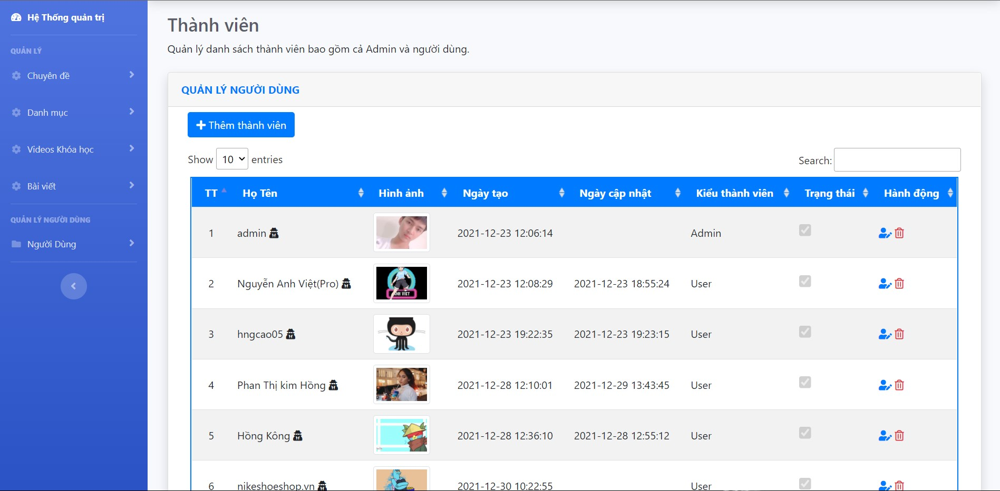 Hệ Thống quản trị
QUẢN LÝ
Chuyên đề
Danh mục
Videos Khóa học
Bài viết
QUẢN LÝ NGƯỜI DÙNG
Người Dùng
Thành viên
Quản lý danh sách thành viên bao gồm cả Admin và người dùng.
QUẢN LÝ NGƯỜI DÙNG
Thêm thành viên
Show 10 entries
Search:
TT Họ Tên Hình ảnh Ngày tạo Ngày cập nhật Kiểu thành viên Trạng thái Hành động
1 admin 2021-12-23 12:06:14 Admin
2 Nguyễn Anh Việt(Pro) ANH VIET 2021-12-23 12:08:29 2021-12-23 18:55:24 User
3 hngcao05 2021-12-23 19:22:35 2021-12-23 19:23:15 User
4 Phan Thị kim Hồng 2021-12-28 12:10:01 2021-12-29 13:43:45 User
5 Hồng Kông 2021-12-28 12:36:10 2021-12-28 12:55:12 User
6 nikeshoeshop.vn 2021-12-30 10:22:55 User